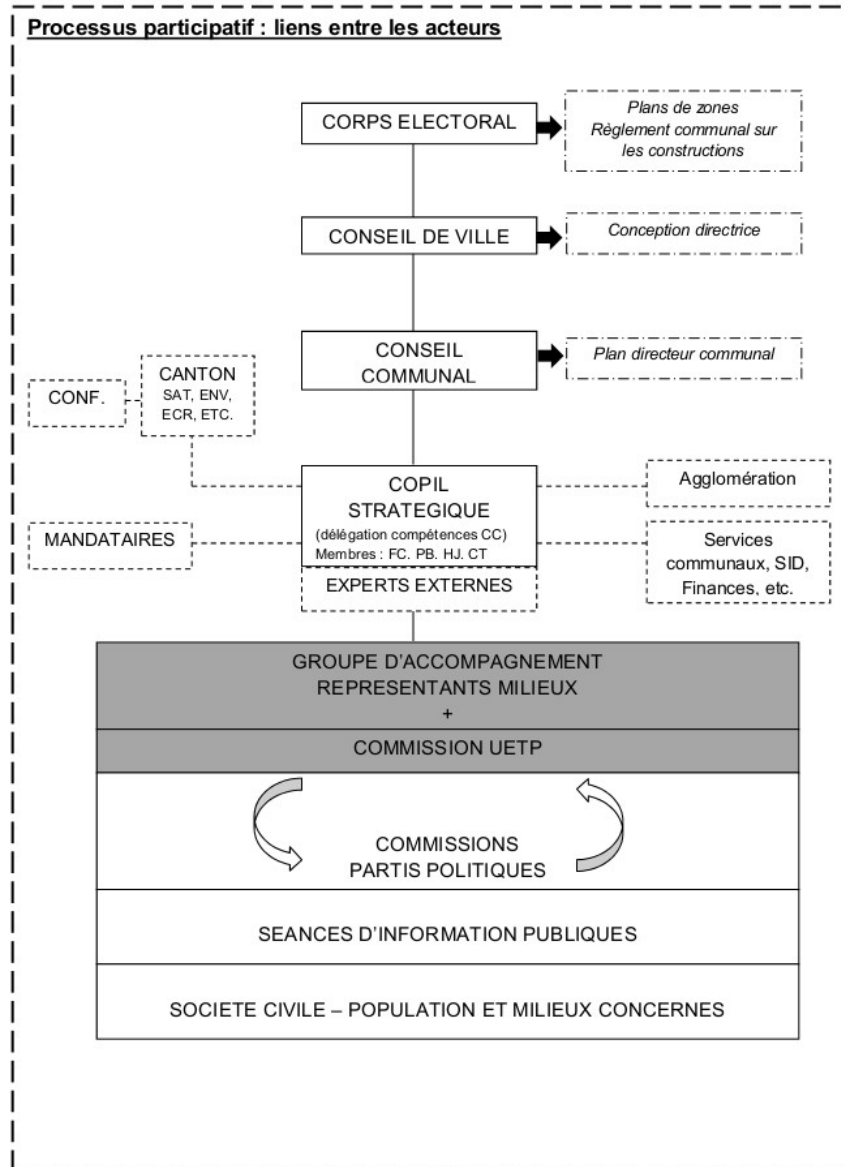 Processus participatif : liens entre les acteurs
CORPS ELECTORAL
Plans de zones
Règlement communal sur
les constructions
CONSEIL DE VILLE
Conception directrice
CONSEIL
COMMUNAL
Plan directeur communal
CONF.
CANTON
SAT, ENV,
ECR, ETC.
COPIL
STRATEGIQUE
(délégation compétences CC)
Membres : FC. PB. HJ. CT
EXPERTS EXTERNES
Agglomération
MANDATAIRES
Services
communaux, SID,
Finances, etc.
GROUPE D'ACCOMPAGNEMENT
REPRESENTANTS MILIEUX
+
COMMISSION UETP
COMMISSIONS
PARTIS POLITIQUES
SEANCES D'INFORMATION PUBLIQUES
SOCIETE CIVILE – POPULATION ET MILIEUX CONCERNES